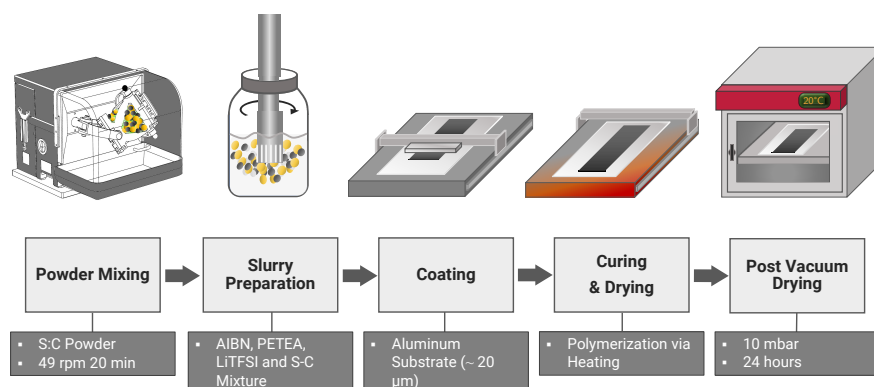 20°C
Powder Mixing
Slurry
Preparation
Coating
Curing
& Drying
Post Vacuum
Drying
▪ S:C Powder
▪ 49 rpm 20 min
▪ AIBN, PETEA,
LiTFSI and S-C
Mixture
▪ Aluminum
Substrate (~ 20
µm)
▪ Polymerization via
Heating
▪ 10 mbar
▪ 24 hours